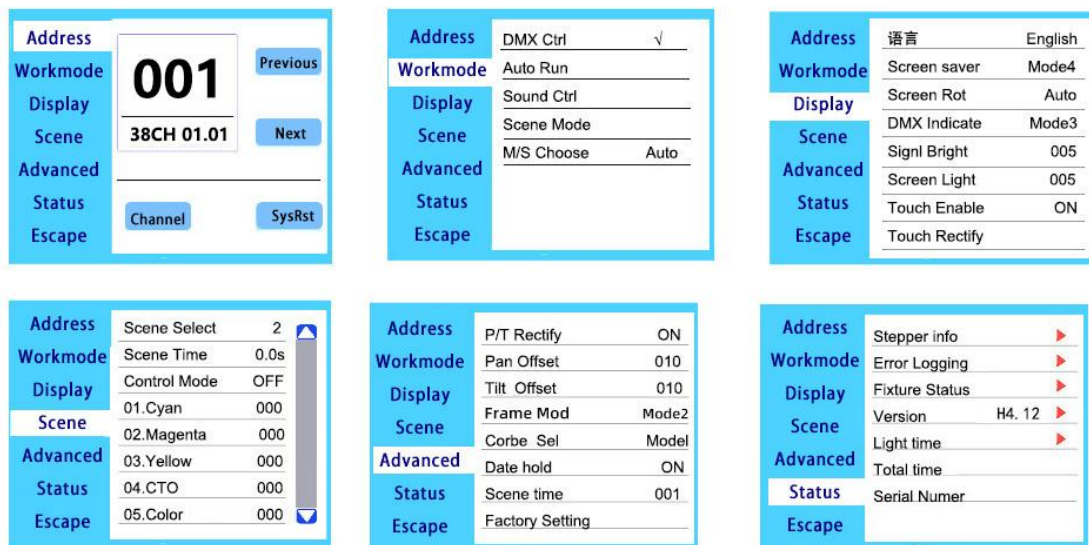 Address
Workmode
Display
Scene
Advanced
Status
Escape
001
38CH 01.01
Previous
Next
Channel
SysRst
Address
Workmode
Display
Scene
Advanced
Status
Escape
DMX Ctrl √
Auto Run
Sound Ctrl
Scene Mode
M/S Choose Auto
Address
Workmode
Display
Scene
Advanced
Status
Escape
语言 English
Screen saver Mode4
Screen Rot Auto
DMX Indicate Mode3
Signl Bright 005
Screen Light 005
Touch Enable ON
Touch Rectify
Address
Workmode
Display
Scene
Advanced
Status
Escape
Scene Select 2
Scene Time 0.0s
Control Mode OFF
01.Cyan 000
02.Magenta 000
03.Yellow 000
04.CTO 000
05.Color 000
Address
Workmode
Display
Scene
Advanced
Status
Escape
P/T Rectify ON
Pan Offset 010
Tilt Offset 010
Frame Mod Mode2
Corbe Sel Model
Date hold ON
Scene time 001
Factory Setting
Address
Workmode
Display
Scene
Advanced
Status
Escape
Stepper info
Error Logging
Fixture Status
Version H4. 12
Light time
Total time
Serial Numer